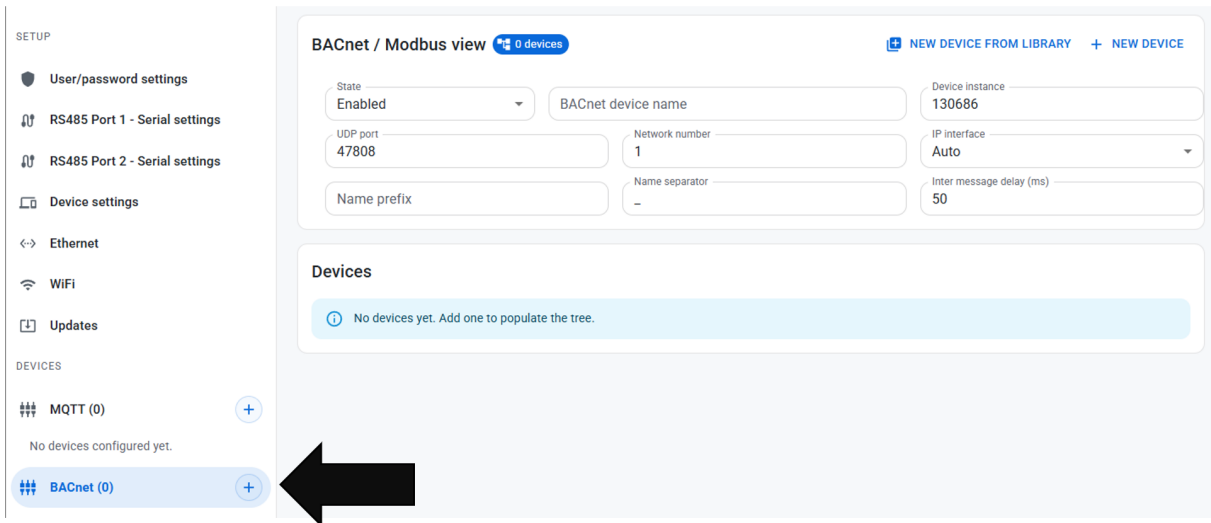 SETUP
User/password settings
RS485 Port 1 - Serial settings
RS485 Port 2 - Serial settings
Device settings
Ethernet
WiFi
Updates
DEVICES
MQTT (0)
No devices configured yet.
BACnet (0)
BACnet / Modbus view 0 devices NEW DEVICE FROM LIBRARY + NEW DEVICE
State
Enabled
BACnet device name
Device instance
130686
UDP port
47808
Network number
1
IP interface
Auto
Name prefix
Name separator
_
Inter message delay (ms)
50
Devices
No devices yet. Add one to populate the tree.